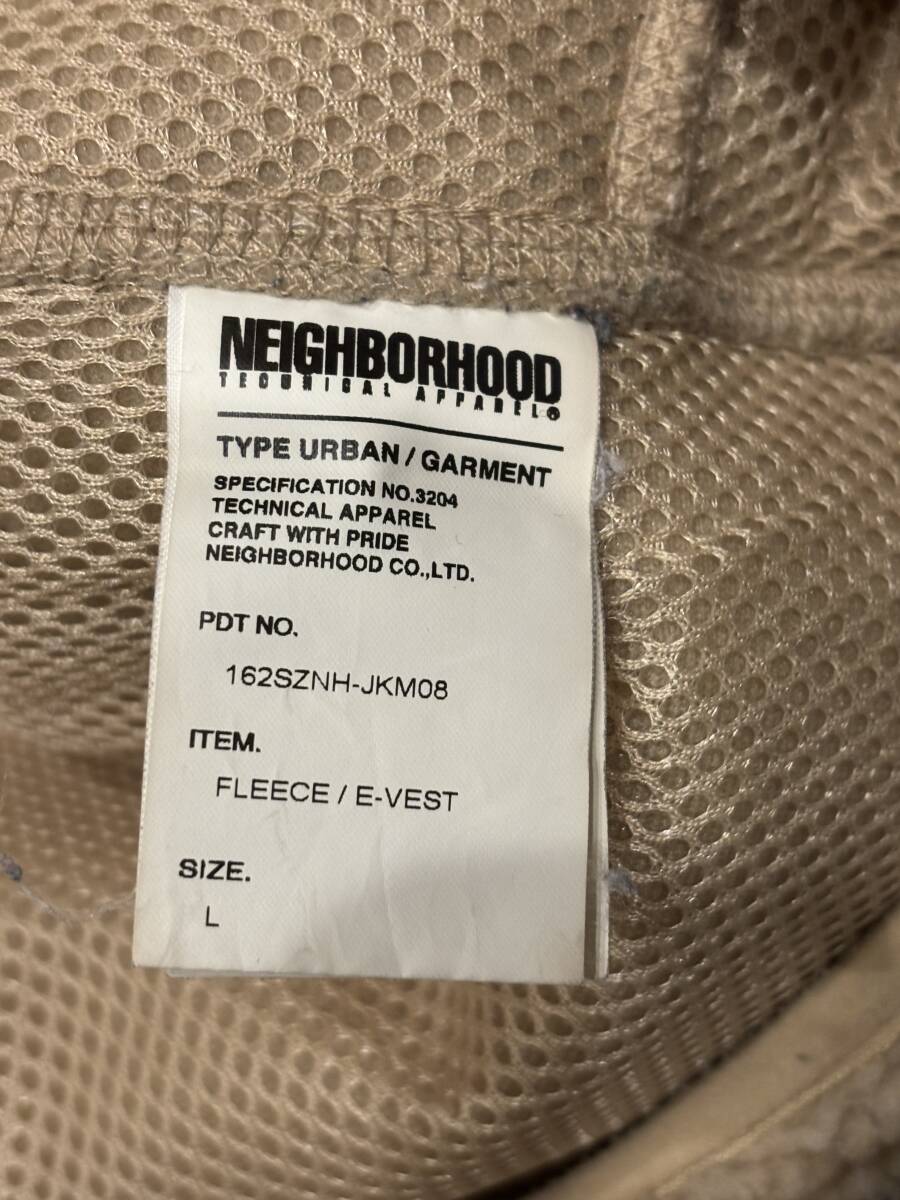 NEIGHBORHOOD
TECHNICAL APPAREL®
TYPE URBAN / GARMENT
SPECIFICATION NO.3204
TECHNICAL APPAREL
CRAFT WITH PRIDE
NEIGHBORHOOD CO.,LTD.
PDT NO.
162SZNH-JKM08
ITEM.
FLEECE / E-VEST
SIZE.
L